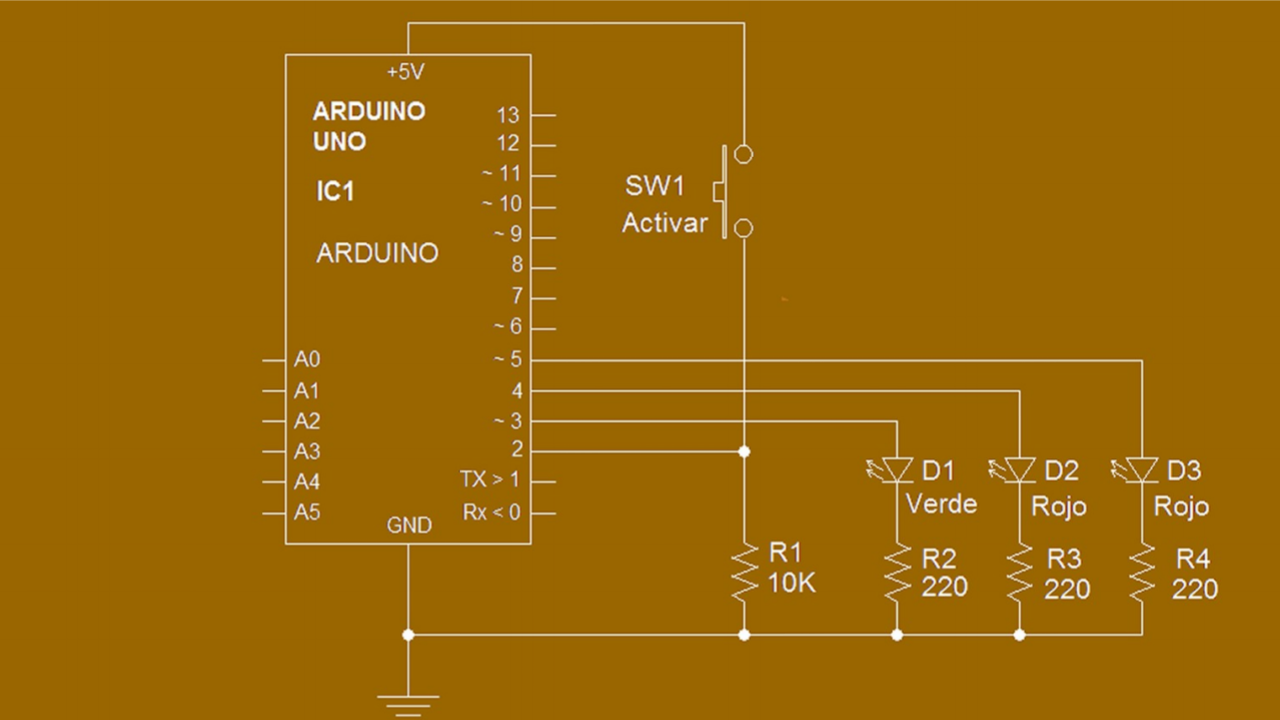 +5V
ARDUINO
UNO
IC1
ARDUINO
13
12
~ 11
~ 10
~ 9
8
7
~ 6
~ 5
4
~ 3
2
TX > 1
Rx < 0
A0
A1
A2
A3
A4
A5
GND
SW1
Activar
R1
10K
D1
Verde
R2
220
D2
Rojo
R3
220
D3
Rojo
R4
220